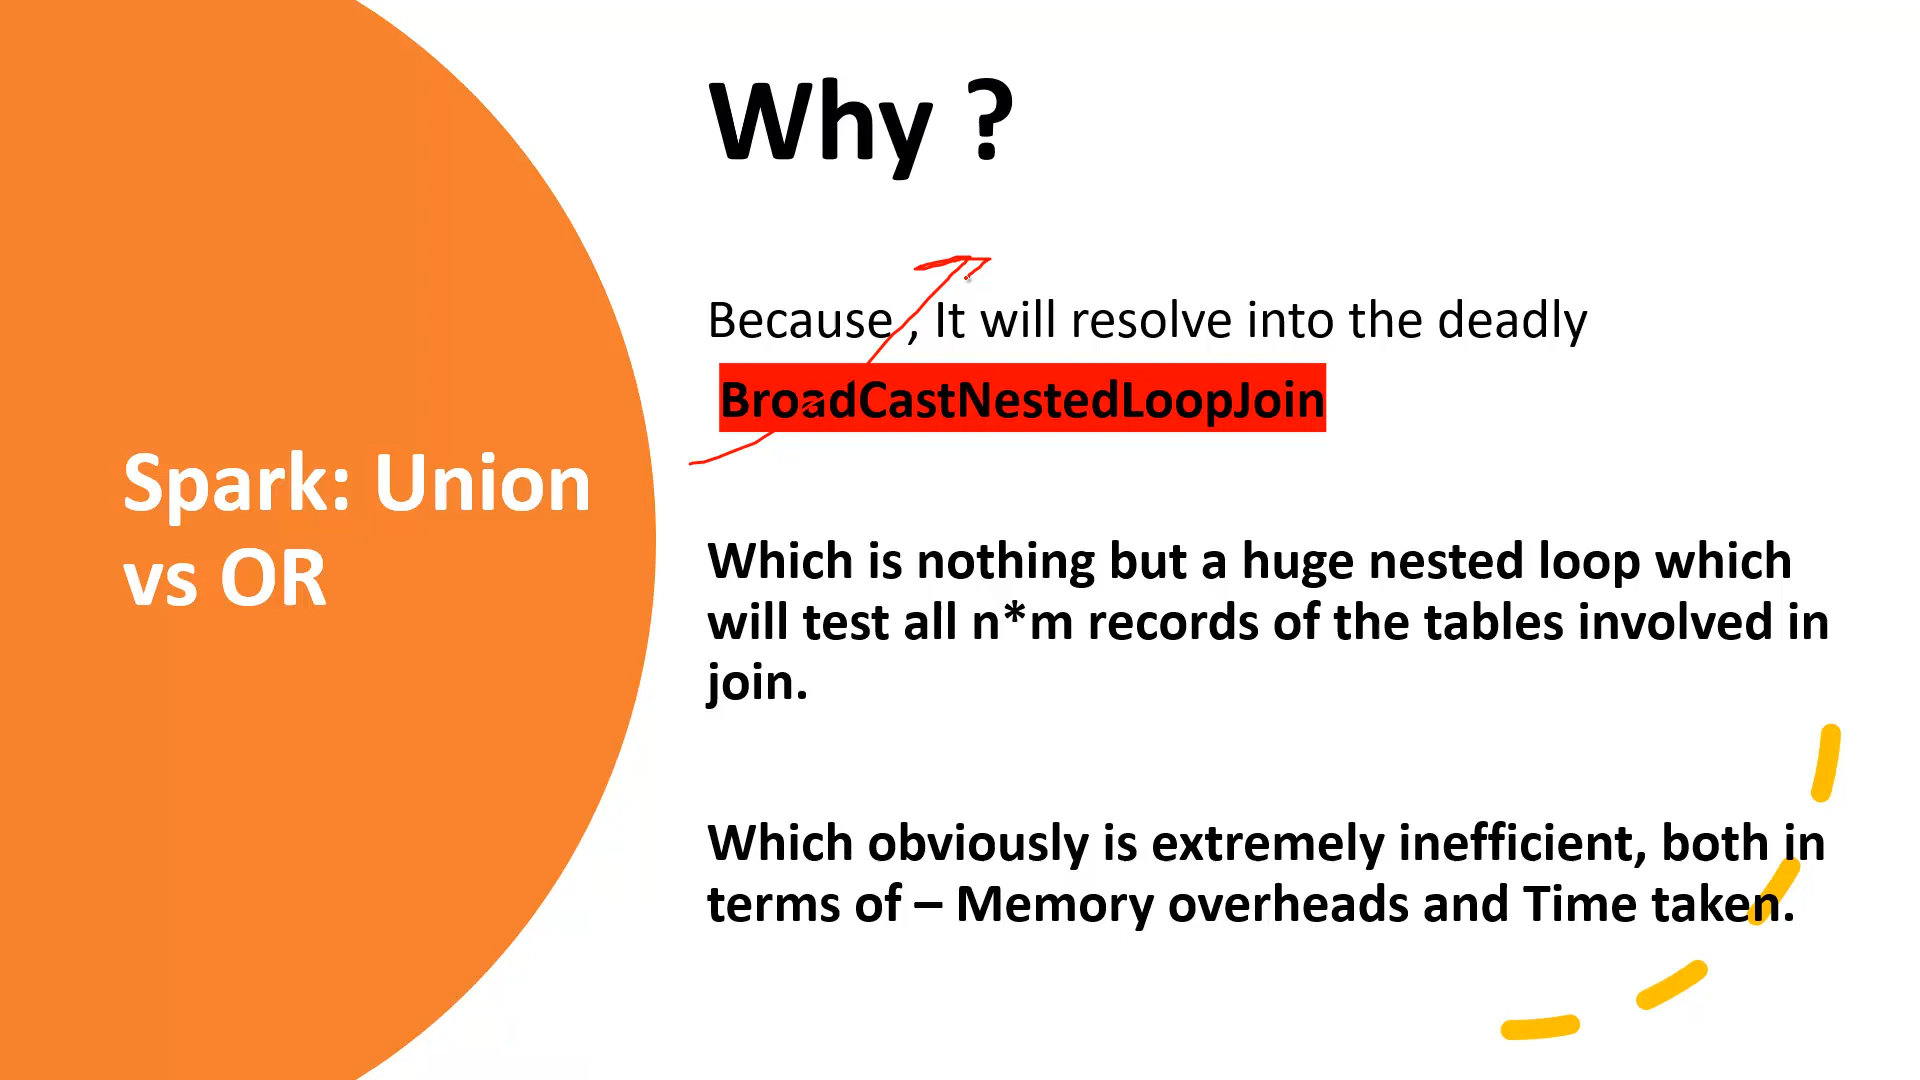 Spark: Union
vs OR
Why ?
Because , It will resolve into the deadly
BroadCastNestedLoopJoin
Which is nothing but a huge nested loop which
will test all n*m records of the tables involved in
join.
Which obviously is extremely inefficient, both in
terms of – Memory overheads and Time taken.